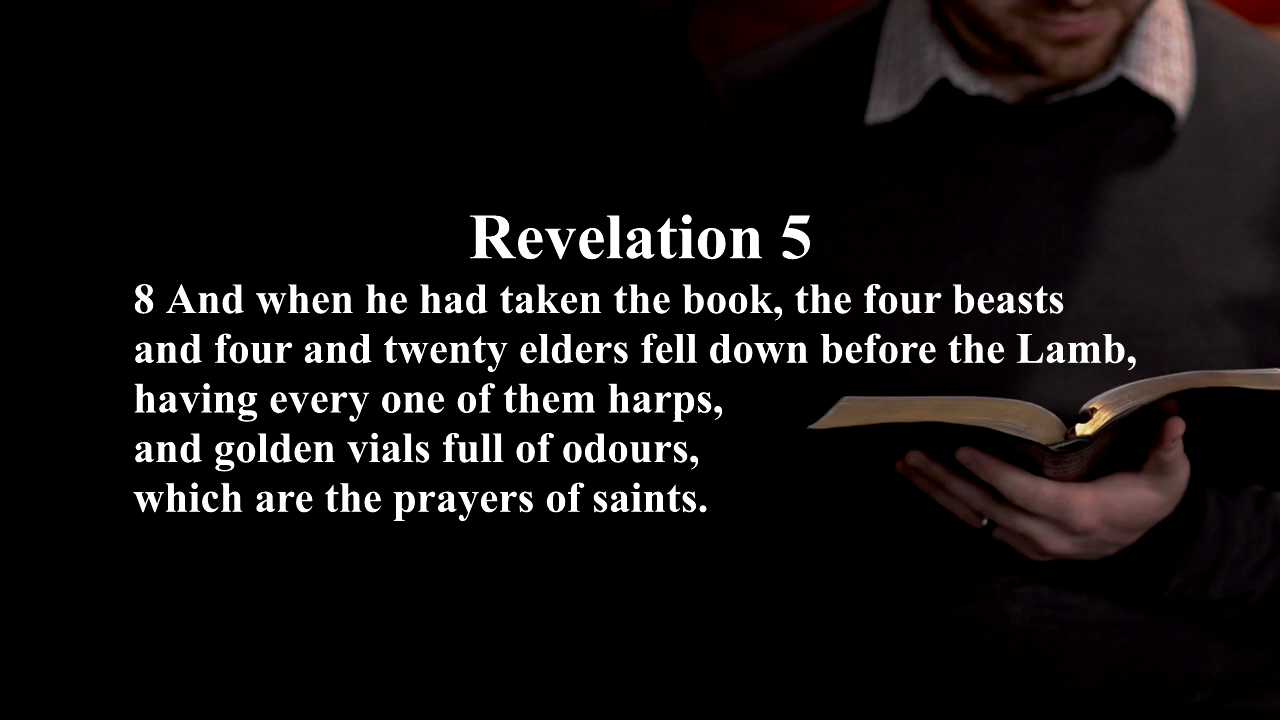 Revelation 5
8 And when he had taken the book, the four beasts
and four and twenty elders fell down before the Lamb,
having every one of them harps,
and golden vials full of odours,
which are the prayers of saints.